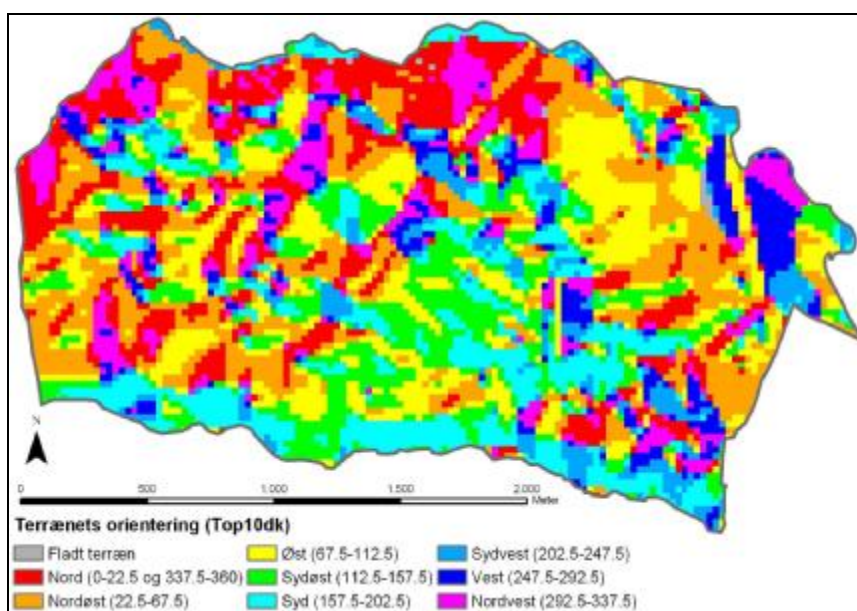 N
0 500 1.000 1.500 2.000
Meter
Terrænets orientering (Top10dk)
Fladt terræn
Nord (0-22.5 og 337.5-360)
Nordøst (22.5-67.5)
Øst (67.5-112.5)
Sydøst (112.5-157.5)
Syd (157.5-202.5)
Sydvest (202.5-247.5)
Vest (247.5-292.5)
Nordvest (292.5-337.5)